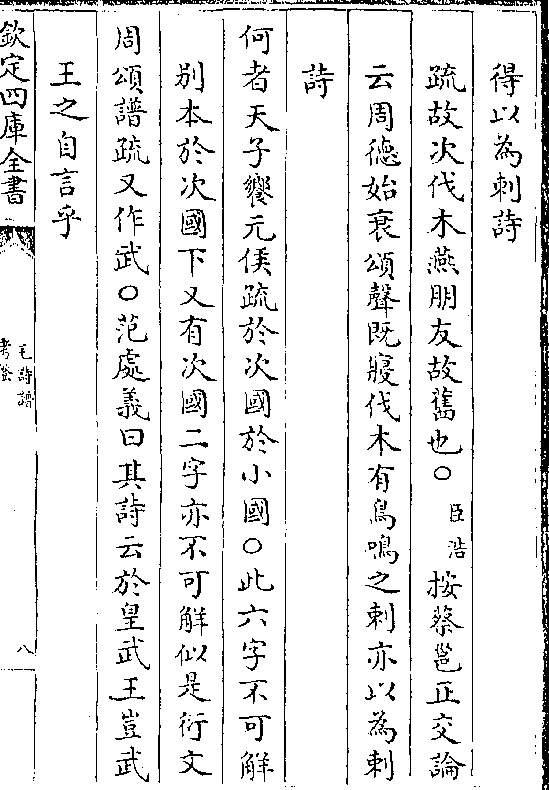 得以為刺詩
疏故次伐木燕朋友故舊也○臣浩按蔡邕正交論
云周德始衰頌聲既寢伐木有鳥鳴之刺亦以為刺
詩
何者天子饗元侯疏於次國於小國○此六字不可解
別本於次國下又有次國二字亦不可解似是衍文
周頌譜疏又作武○范處義曰其詩云於皇武王豈武
王之自言乎
欽定四庫全書
毛詩譜
考證
八